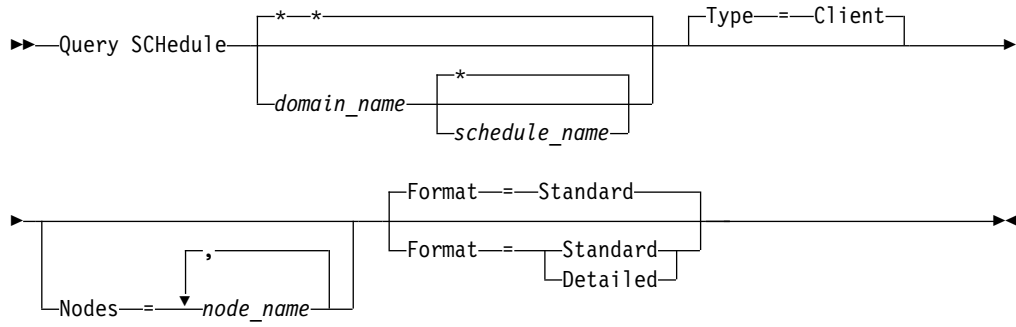 * *
Type = Client
Query SCHedule
*
domain_name
schedule_name
Format = Standard
,
Format = Standard
Detailed
Nodes = node_name